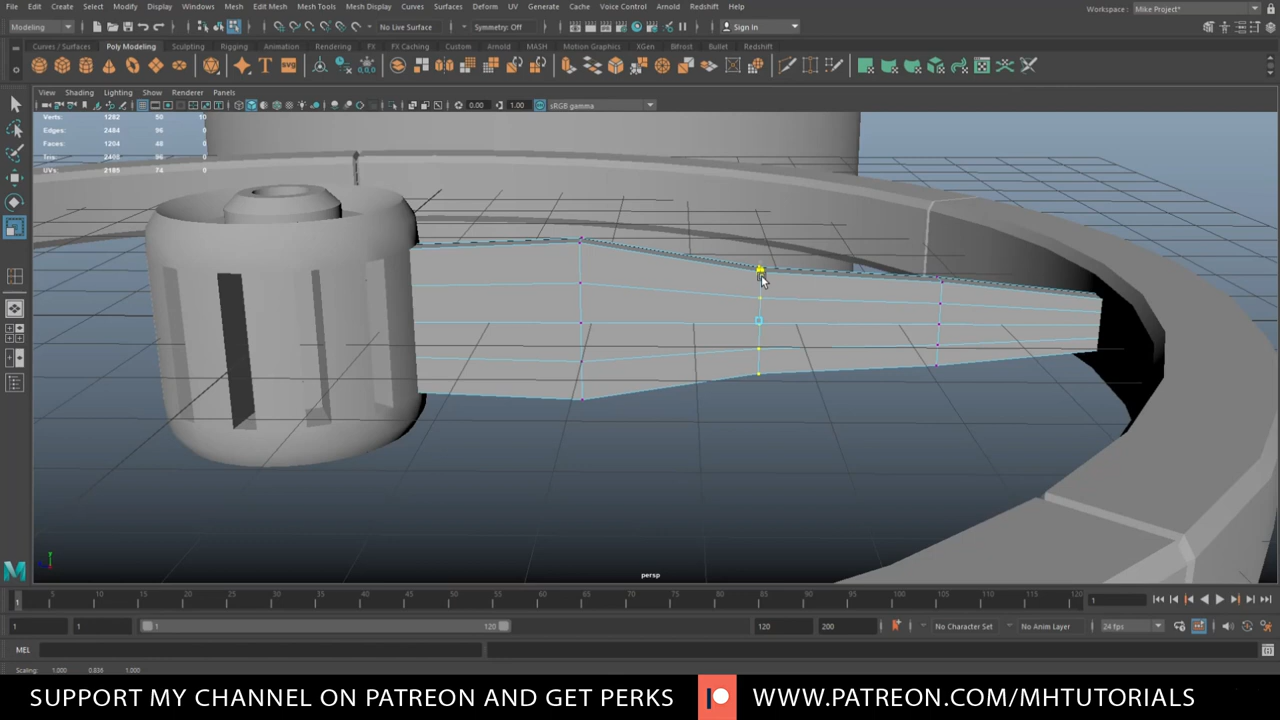 File Edit Create Select Modify Display Windows Mesh Edit Mesh Mesh Tools Mesh Display Curves Surfaces Deform UV Generate Cache Voice Control Arnold Redshift Help Workspace : Mike Project*
Modeling No Live Surface Symmetry: Off Sign In
Curves / Surfaces Poly Modeling Sculpting Rigging Animation Rendering FX FX Caching Custom Arnold MASH Motion Graphics XGen Bifrost Bullet Redshift
View Shading Lighting Show Renderer Panels
0.00 1.00 sRGB gamma
Verts: 1282 50 10
Edges: 2484 96 0
Faces: 1204 48 0
Tris: 2408 96 0
UVs: 2185 74 0
persp
1 5 10 15 20 25 30 35 40 45 50 55 60 65 70 75 80 85 90 95 100 105 110 115 120 1
1 1 1 120 120 200 No Character Set No Anim Layer 24 fps
MEL
Scaling: 1.000 0.836 1.000
SUPPORT MY CHANNEL ON PATREON AND GET PERKS WWW.PATREON.COM/MHTUTORIALS